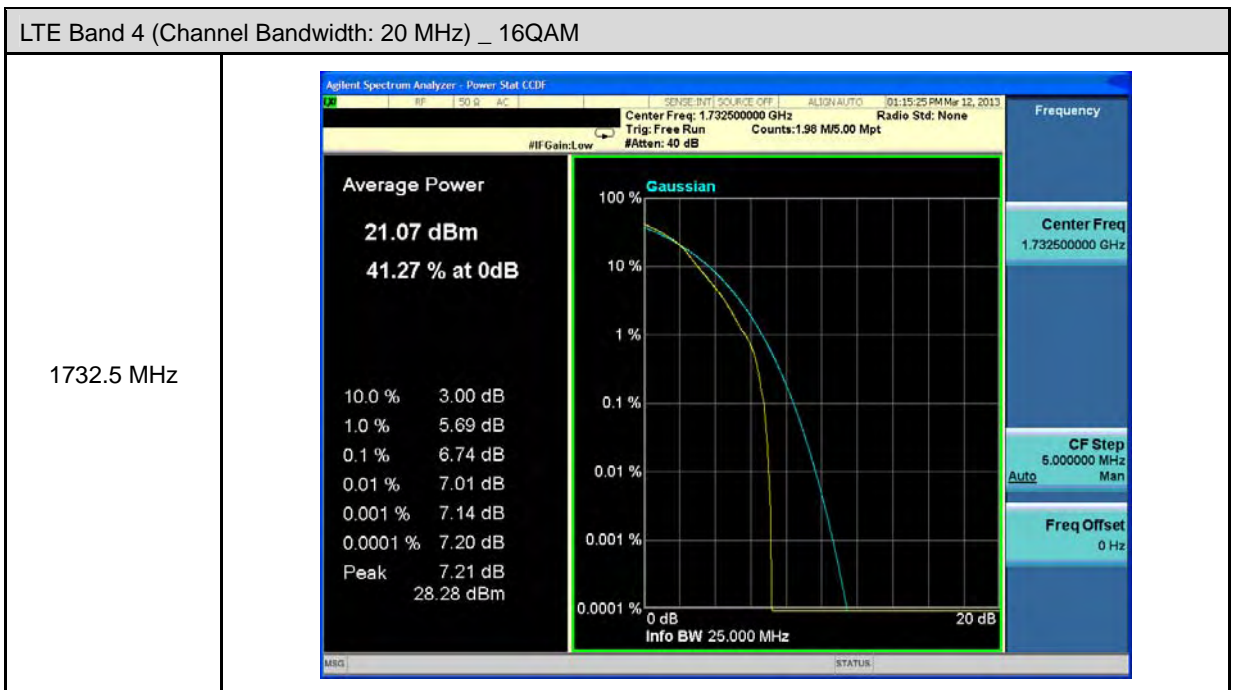 LTE Band 4 (Channel Bandwidth: 20 MHz) _ 16QAM
1732.5 MHz
Agilent Spectrum Analyzer - Power Stat CCDF
RF 50 Ω AC SENSE:INT SOURCE OFF ALIGN AUTO 01:15:25 PM Mar 12, 2013
Center Freq: 1.732500000 GHz Radio Std: None
Trig: Free Run Counts:1.98 M/5.00 Mpt
#IFGain:Low #Atten: 40 dB
Average Power
21.07 dBm
41.27 % at 0dB
10.0 % 3.00 dB
1.0 % 5.69 dB
0.1 % 6.74 dB
0.01 % 7.01 dB
0.001 % 7.14 dB
0.0001 % 7.20 dB
Peak 7.21 dB
28.28 dBm
Gaussian
100 %
10 %
1 %
0.1 %
0.01 %
0.001 %
0.0001 %
0 dB 20 dB
Info BW 25.000 MHz
Frequency
Center Freq
1.732500000 GHz
CF Step
5.000000 MHz
Auto Man
Freq Offset
0 Hz
MSG STATUS